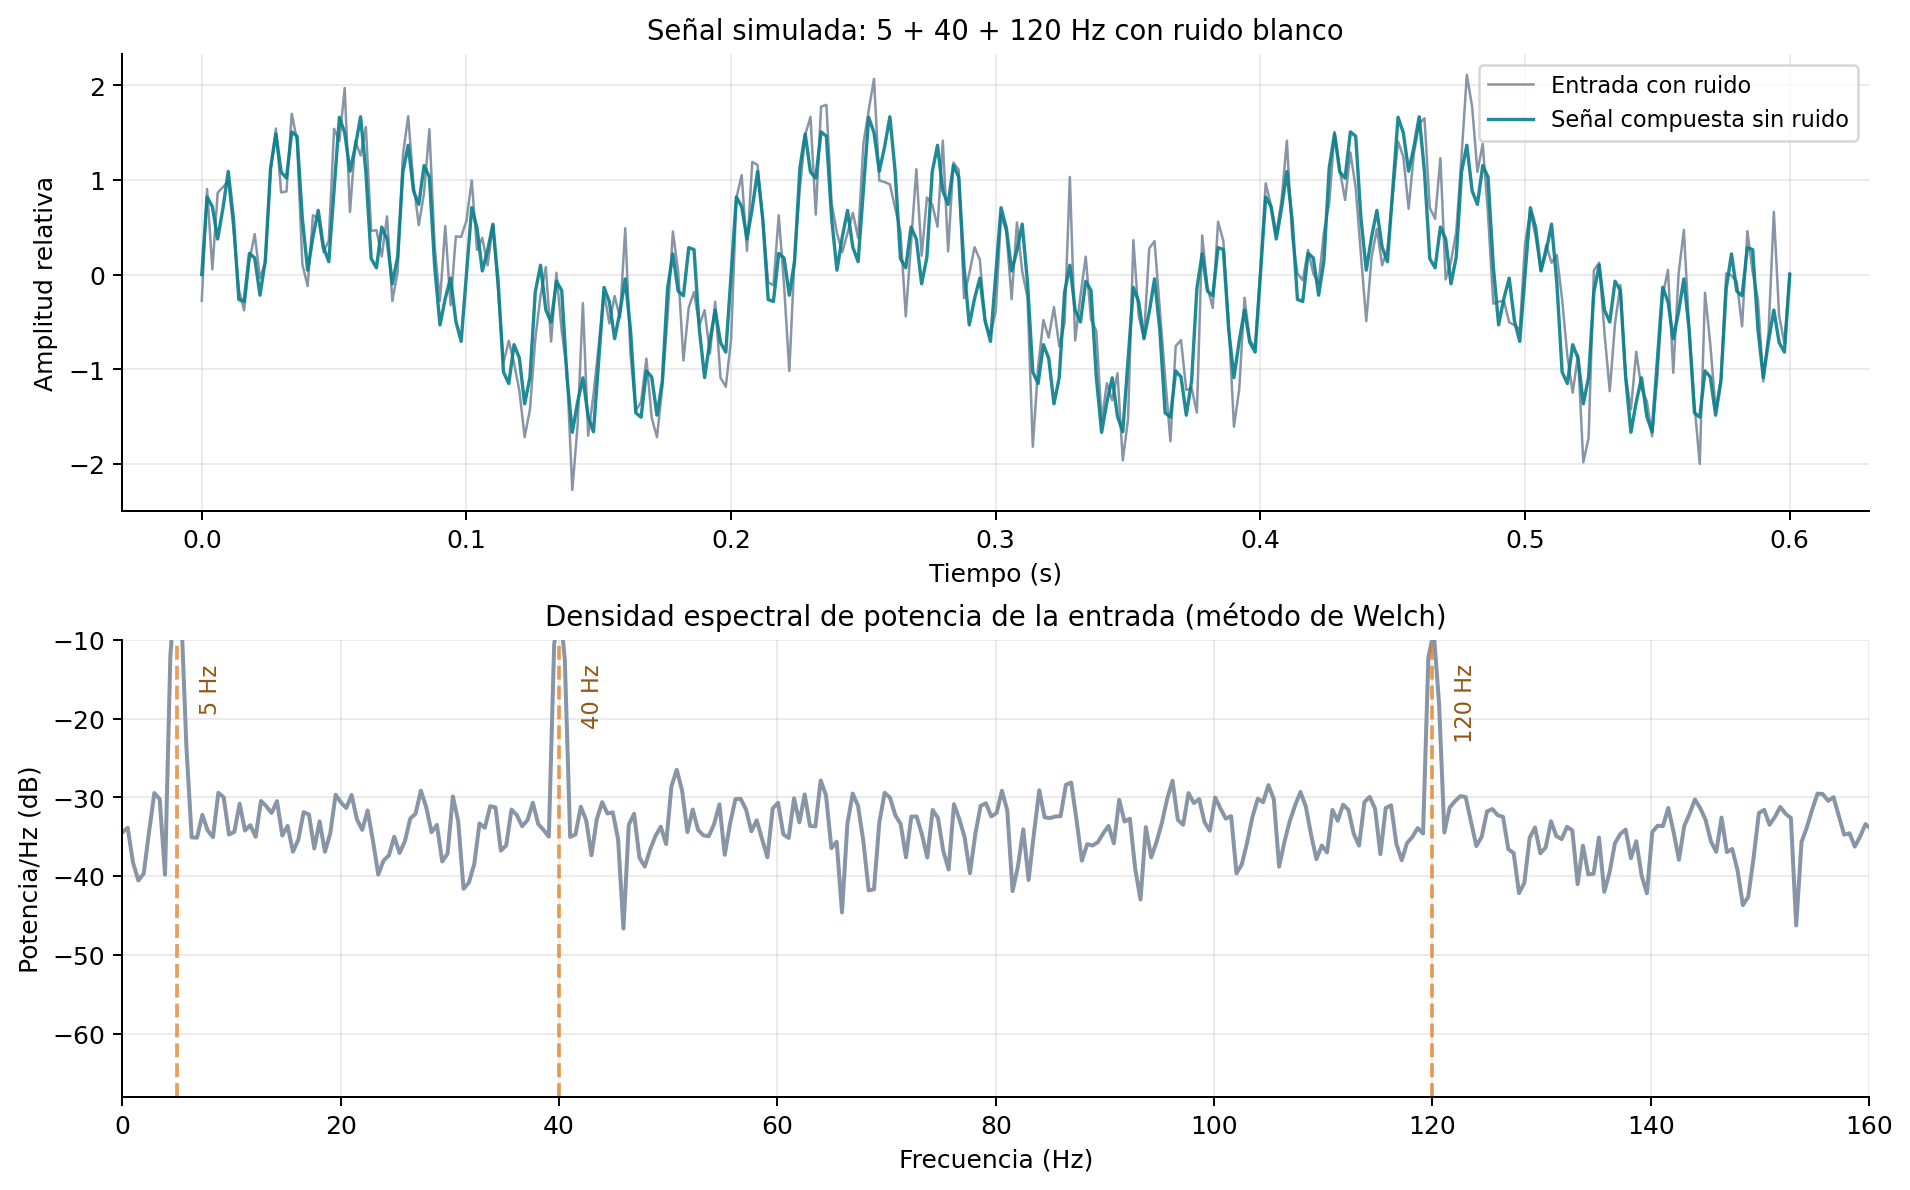 Señal simulada: 5 + 40 + 120 Hz con ruido blanco
Entrada con ruido
Señal compuesta sin ruido
Amplitud relativa
2
1
0
−1
−2
0.0
0.1
0.2
0.3
0.4
0.5
0.6
Tiempo (s)
Densidad espectral de potencia de la entrada (método de Welch)
Potencia/Hz (dB)
−10
−20
−30
−40
−50
−60
5 Hz
40 Hz
120 Hz
0
20
40
60
80
100
120
140
160
Frecuencia (Hz)